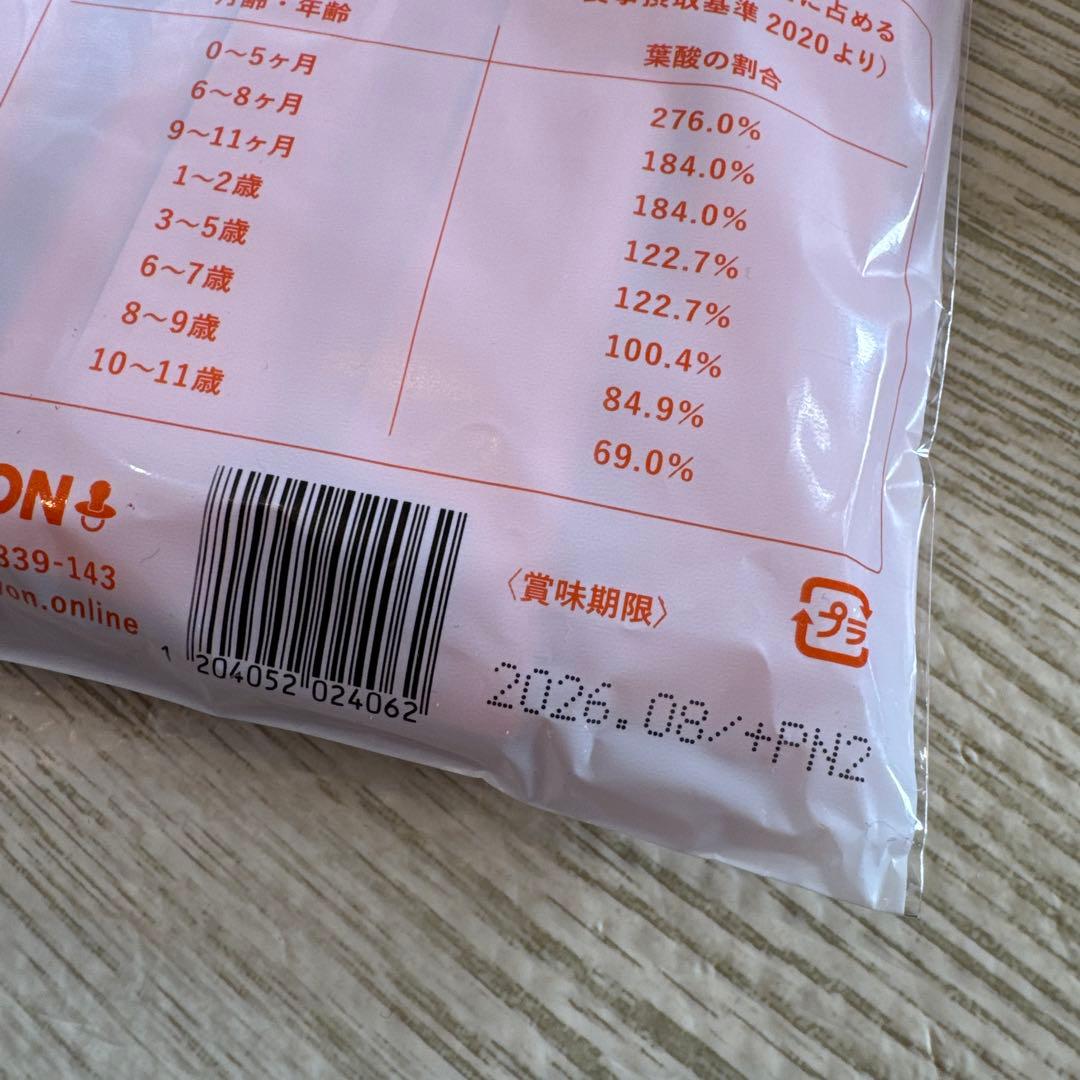 に占める
摂取基準 2020より）
月齢・年齢
葉酸の割合
0〜5ヶ月 276.0%
6〜8ヶ月 184.0%
9〜11ヶ月 184.0%
1〜2歳 122.7%
3〜5歳 122.7%
6〜7歳 100.4%
8〜9歳 84.9%
10〜11歳 69.0%
ON
839-143
von.online
〈賞味期限〉
プラ
1 204052 024062
2026.08/+PN2